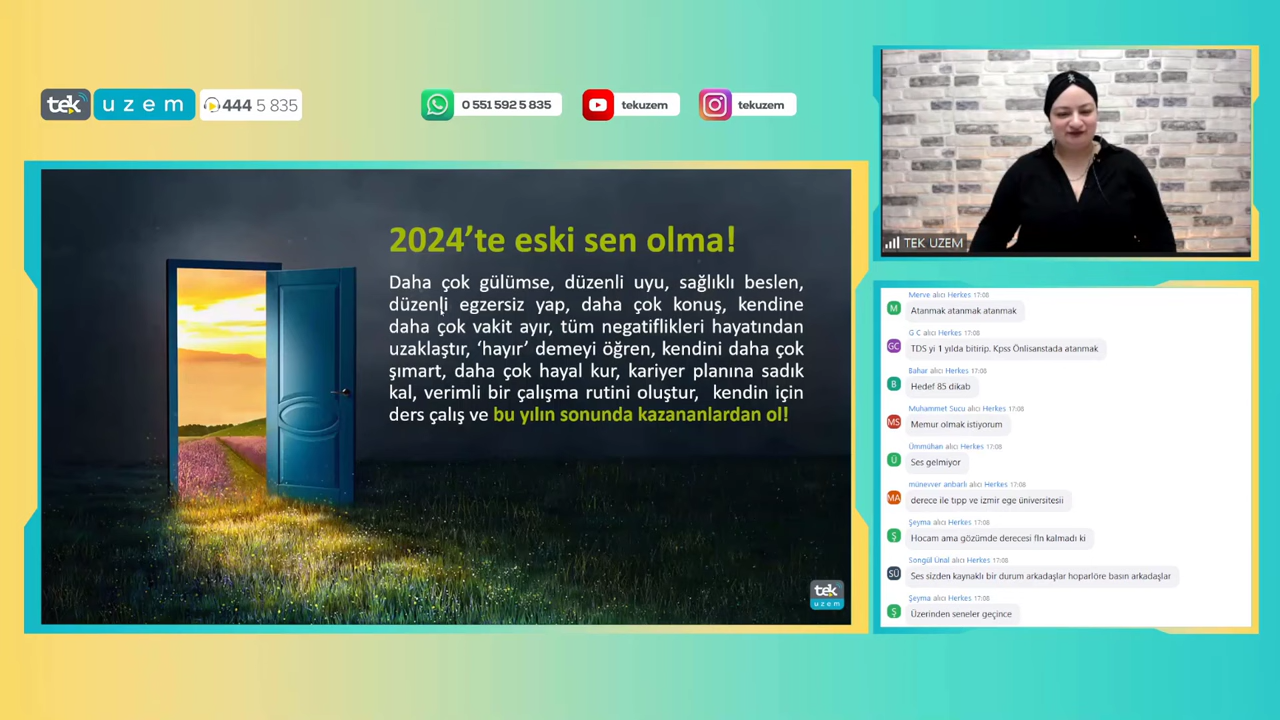 tek
uzem
444 5 835
0 551 592 5 835
tekuzem
tekuzem
TEK UZEM
2024’te eski sen olma!
Daha çok gülümse, düzenli uyu, sağlıklı beslen,
düzenli egzersiz yap, daha çok konuş, kendine
daha çok vakit ayır, tüm negatiflikleri hayatından
uzaklaştır, ‘hayır’ demeyi öğren, kendini daha çok
şımart, daha çok hayal kur, kariyer planına sadık
kal, verimli bir çalışma rutini oluştur, kendin için
ders çalış ve bu yılın sonunda kazananlardan ol!
tek
uzem
Merve alıcı Herkes 17:08
M
Atanmak atanmak atanmak
G C alıcı Herkes 17:08
GC
TDS yi 1 yılda bitirip. Kpss Önlisanstada atanmak
Bahar alıcı Herkes 17:08
B
Hedef 85 dikab
Muhammet Sucu alıcı Herkes 17:08
MS
Memur olmak istiyorum
Ümmühan alıcı Herkes 17:08
Ü
Ses gelmiyor
münevver anbarlı alıcı Herkes 17:08
MA
derece ile tıpp ve izmir ege üniversitesii
Şeyma alıcı Herkes 17:08
Ş
Hocam ama gözümde derecesi fln kalmadı ki
Songül Ünal alıcı Herkes 17:08
SÜ
Ses sizden kaynaklı bir durum arkadaşlar hoparlöre basın arkadaşlar
Şeyma alıcı Herkes 17:08
Ş
Üzerinden seneler geçince